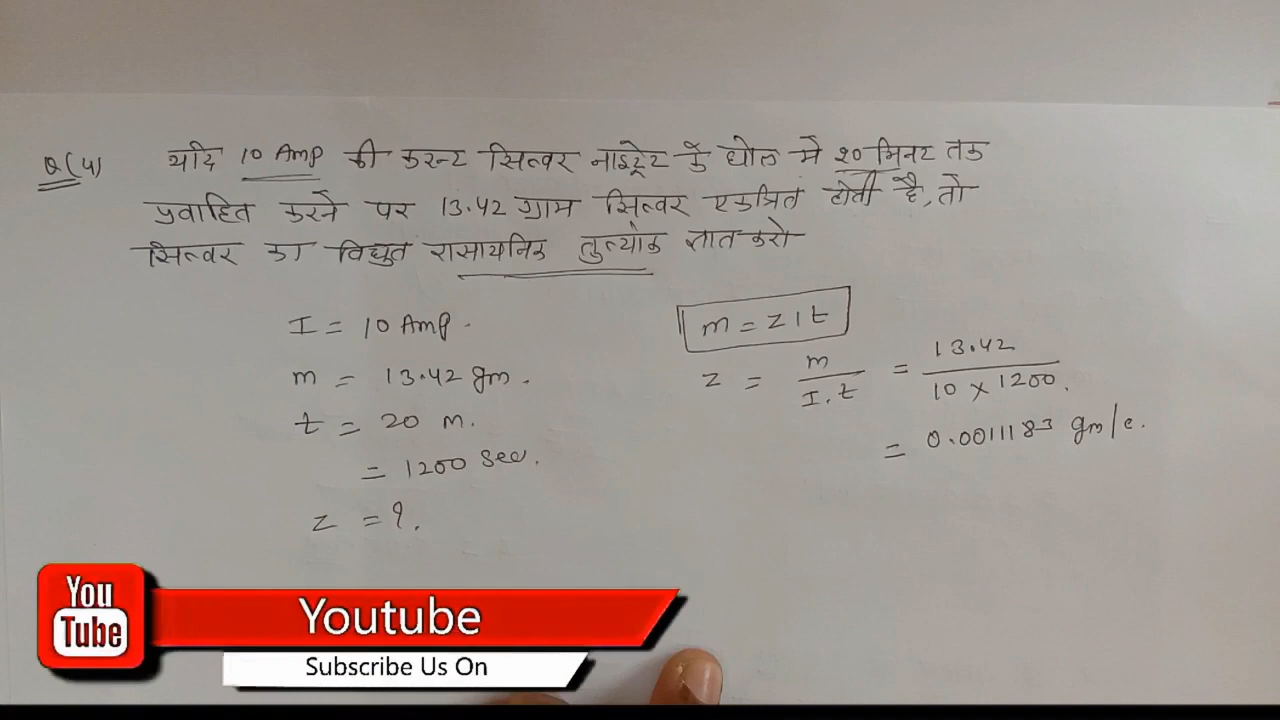 Q(4) यदि 10 Amp की करन्ट सिल्वर नाइट्रेट के घोल मे २० मिनट तक
प्रवाहित करने पर 13.42 ग्राम सिल्वर एकत्रित होती है, तो
सिल्वर का विधुत रासायनिक तुल्यांक ज्ञात करो
I = 10 Amp.
m = 13.42 gm.
t = 20 m.
= 1200 Sec.
z = ?.
m = ZIt
z = m / I.t = 13.42 / 10 x 1200.
= 0.0011183 gm/c.
You
Tube
Youtube
Subscribe Us On